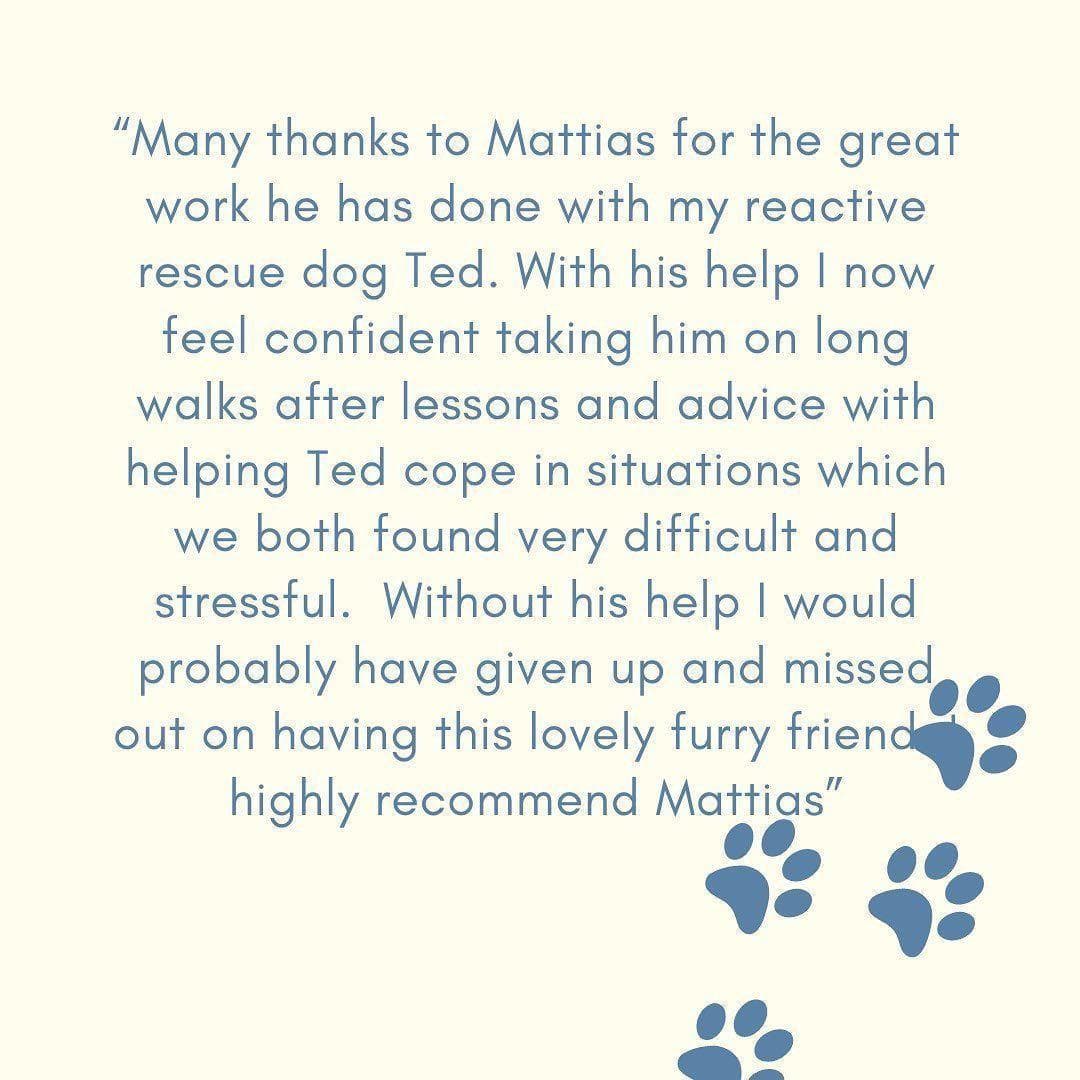 “Many thanks to Mattias for the great
work he has done with my reactive
rescue dog Ted. With his help I now
feel confident taking him on long
walks after lessons and advice with
helping Ted cope in situations which
we both found very difficult and
stressful.  Without his help I would
probably have given up and missed
out on having this lovely furry friend
highly recommend Mattias”